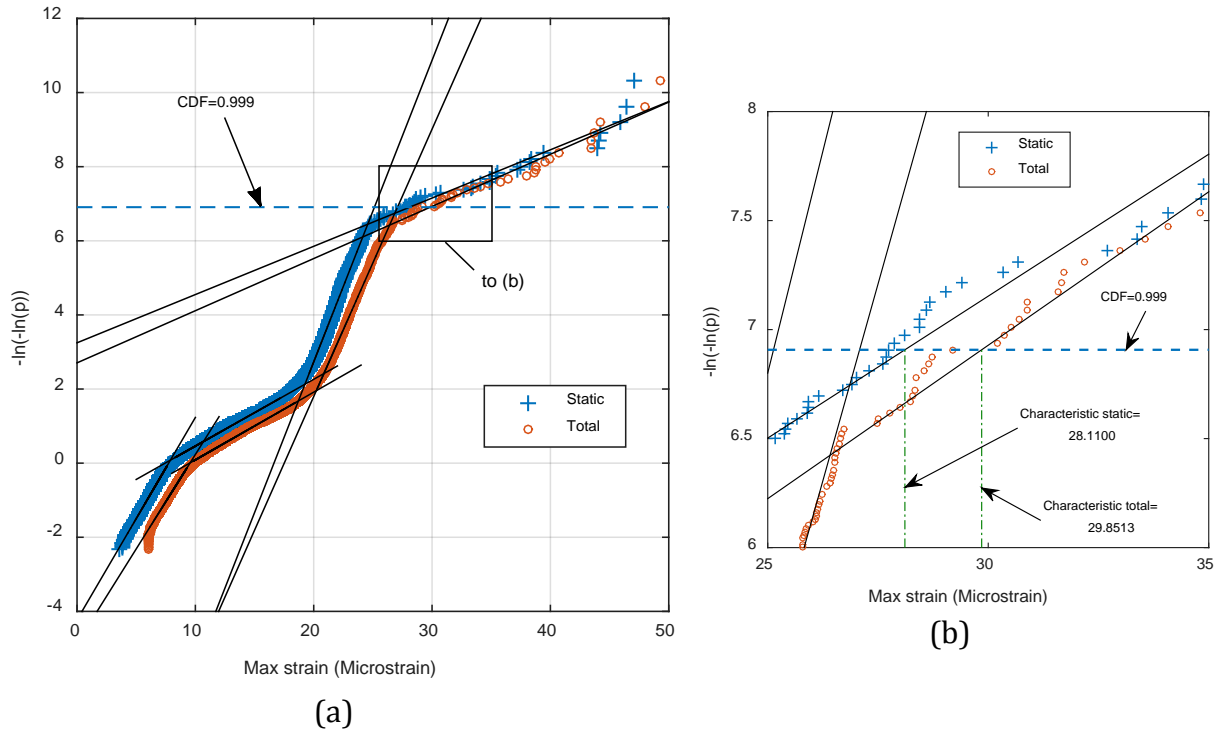 12
10
8
6
4
2
0
-2
-4
-ln(-ln(p))
CDF=0.999
to (b)
Static
Total
0
10
20
30
40
50
Max strain (Microstrain)
(a)
8
7.5
7
6.5
6
-ln(-ln(p))
Static
Total
CDF=0.999
Characteristic static=
28.1100
Characteristic total=
29.8513
25
30
35
Max strain (Microstrain)
(b)